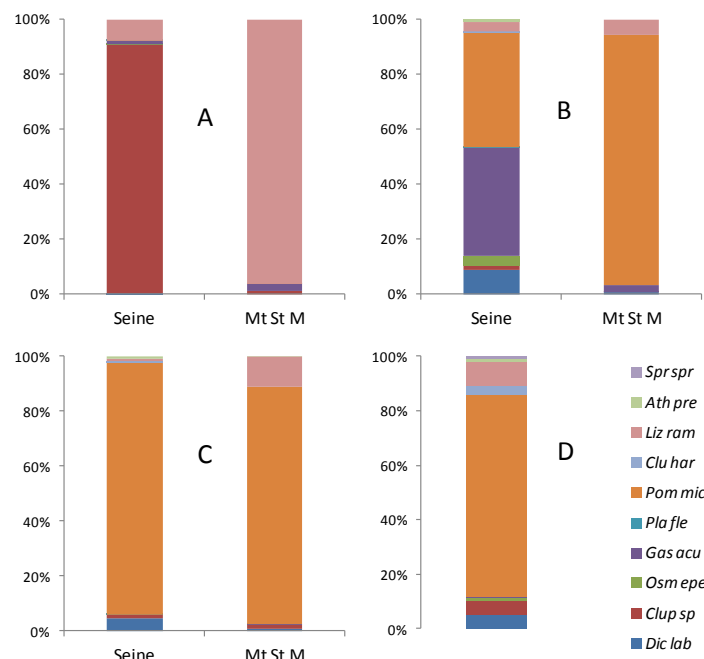 100%
80%
60%
40%
20%
0%
A
Seine
Mt St M
100%
80%
60%
40%
20%
0%
B
Seine
Mt St M
100%
80%
60%
40%
20%
0%
C
Seine
Mt St M
100%
80%
60%
40%
20%
0%
D
Spr spr
Ath pre
Liz ram
Clu har
Pom mic
Pla fle
Gas acu
Osm epe
Clup sp
Dic lab